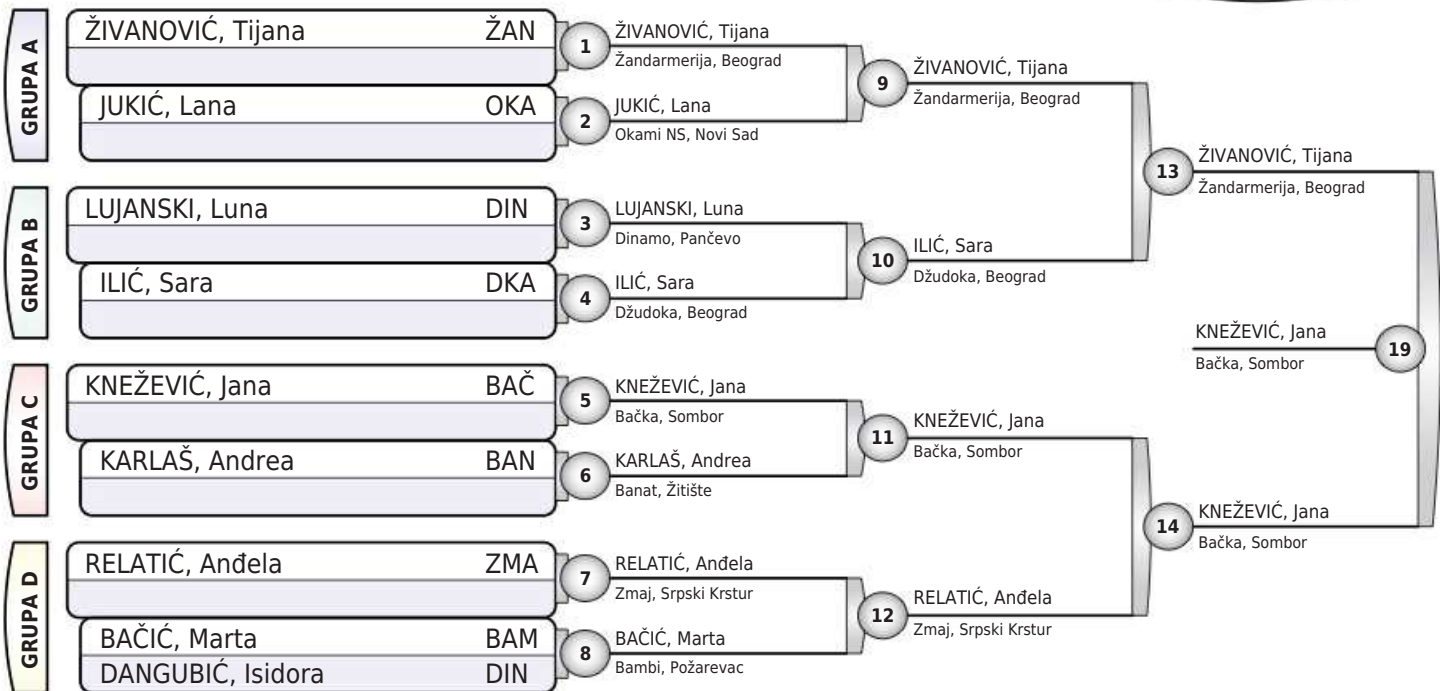 GRUPA A
ŽIVANOVIĆ, Tijana ŽAN
JUKIĆ, Lana OKA
GRUPA B
LUJANSKI, Luna DIN
ILIĆ, Sara DKA
GRUPA C
KNEŽEVIĆ, Jana BAČ
KARLAŠ, Andrea BAN
GRUPA D
RELATIĆ, Anđela ZMA
BAČIĆ, Marta BAM
DANGUBIĆ, Isidora DIN
1
ŽIVANOVIĆ, Tijana
Žandarmerija, Beograd
2
JUKIĆ, Lana
Okami NS, Novi Sad
3
LUJANSKI, Luna
Dinamo, Pančevo
4
ILIĆ, Sara
Džudoka, Beograd
5
KNEŽEVIĆ, Jana
Bačka, Sombor
6
KARLAŠ, Andrea
Banat, Žitište
7
RELATIĆ, Anđela
Zmaj, Srpski Krstur
8
BAČIĆ, Marta
Bambi, Požarevac
9
ŽIVANOVIĆ, Tijana
Žandarmerija, Beograd
10
ILIĆ, Sara
Džudoka, Beograd
11
KNEŽEVIĆ, Jana
Bačka, Sombor
12
RELATIĆ, Anđela
Zmaj, Srpski Krstur
13
ŽIVANOVIĆ, Tijana
Žandarmerija, Beograd
14
KNEŽEVIĆ, Jana
Bačka, Sombor
KNEŽEVIĆ, Jana
Bačka, Sombor
19